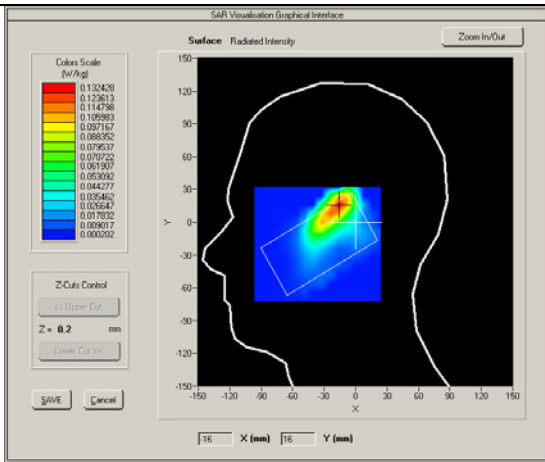 SAR Visualisation Graphical Interface
Surface Radiated Intensity
Zoom In/Out
Colors Scale
(W/kg)
0.132428
0.123613
0.114798
0.105983
0.097167
0.088352
0.079537
0.070722
0.061907
0.053092
0.044277
0.035462
0.026647
0.017832
0.009017
0.000202
150
120
90
60
30
0
-30
-60
-90
-120
-150
Y
-150 -120 -90 -60 -30 0 30 60 90 120 150
X
Z-Cuts Control
<< Upper Cut
Z = 0.2 mm
Lower Cut >>
SAVE Cancel
-16 X (mm) 16 Y (mm)